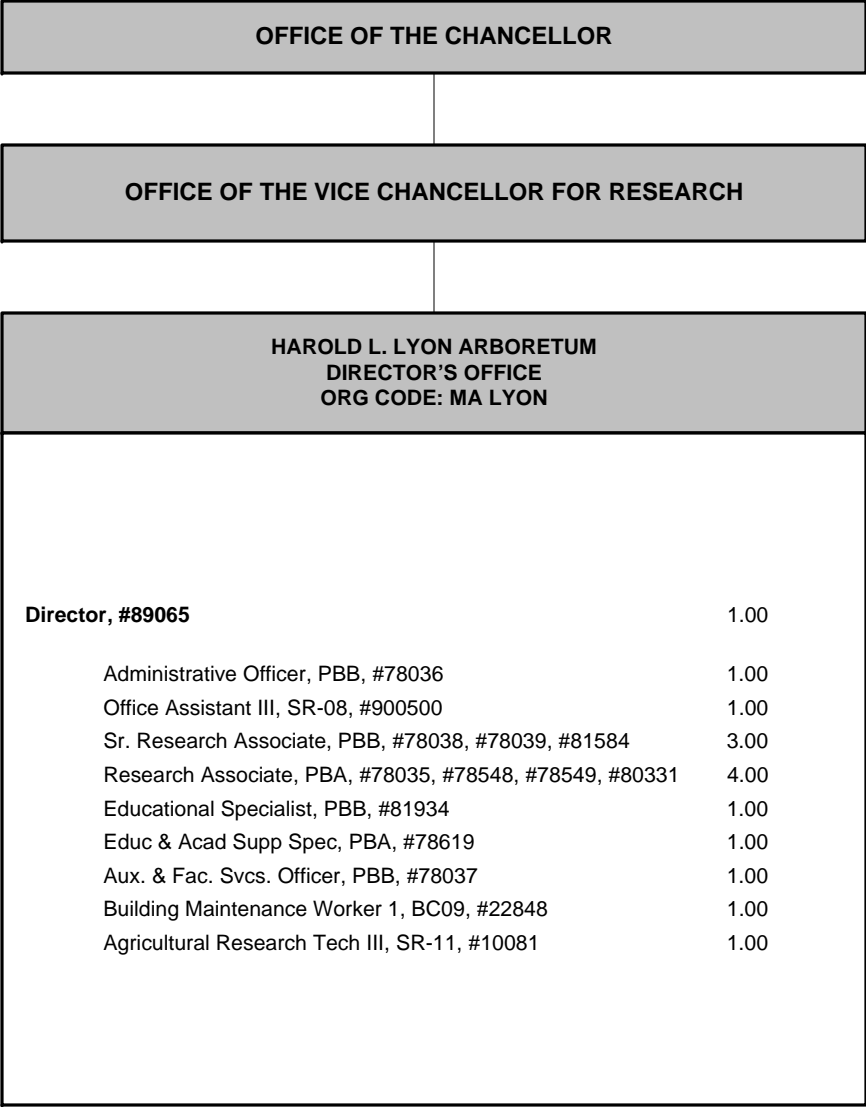 OFFICE OF THE CHANCELLOR
OFFICE OF THE VICE CHANCELLOR FOR RESEARCH
HAROLD L. LYON ARBORETUM
DIRECTOR'S OFFICE
ORG CODE: MA LYON
Director, #89065 1.00
Administrative Officer, PBB, #78036 1.00
Office Assistant III, SR-08, #900500 1.00
Sr. Research Associate, PBB, #78038, #78039, #81584 3.00
Research Associate, PBA, #78035, #78548, #78549, #80331 4.00
Educational Specialist, PBB, #81934 1.00
Educ & Acad Supp Spec, PBA, #78619 1.00
Aux. & Fac. Svcs. Officer, PBB, #78037 1.00
Building Maintenance Worker 1, BC09, #22848 1.00
Agricultural Research Tech III, SR-11, #10081 1.00